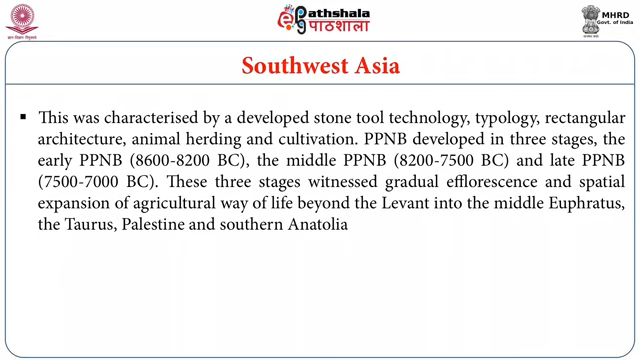 Pathshala
पाठशाला
MHRD
Govt. of India
Southwest Asia
▪ This was characterised by a developed stone tool technology, typology, rectangular
architecture, animal herding and cultivation. PPNB developed in three stages, the
early PPNB (8600-8200 BC), the middle PPNB (8200-7500 BC) and late PPNB
(7500-7000 BC). These three stages witnessed gradual efflorescence and spatial
expansion of agricultural way of life beyond the Levant into the middle Euphratus,
the Taurus, Palestine and southern Anatolia